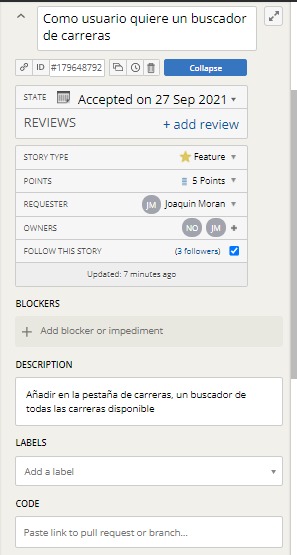 Como usuario quiere un buscador
de carreras
ID #179648792
Collapse
STATE Accepted on 27 Sep 2021
REVIEWS + add review
STORY TYPE Feature
POINTS 5 Points
REQUESTER JM Joaquin Moran
OWNERS NO JM +
FOLLOW THIS STORY (3 followers)
Updated: 7 minutes ago
BLOCKERS
+ Add blocker or impediment
DESCRIPTION
Añadir en la pestaña de carreras, un buscador de
todas las carreras disponible
LABELS
Add a label
CODE
Paste link to pull request or branch...